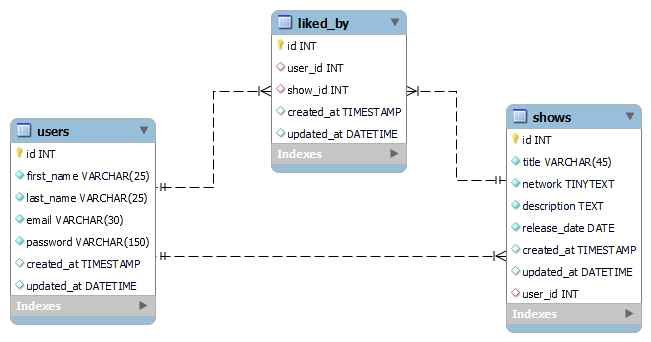 liked_by
id INT
user_id INT
show_id INT
created_at TIMESTAMP
updated_at DATETIME
Indexes
users
id INT
first_name VARCHAR(25)
last_name VARCHAR(25)
email VARCHAR(30)
password VARCHAR(150)
created_at TIMESTAMP
updated_at DATETIME
Indexes
shows
id INT
title VARCHAR(45)
network TINYTEXT
description TEXT
release_date DATE
created_at TIMESTAMP
updated_at DATETIME
user_id INT
Indexes